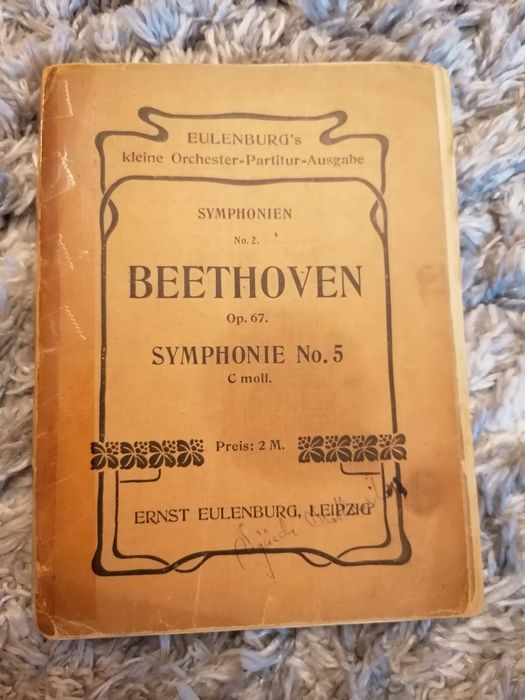 EULENBURG's
kleine Orchester=Partitur=Ausgabe
SYMPHONIEN
No. 2.
BEETHOVEN
Op. 67.
SYMPHONIE No. 5
C moll.
Preis: 2 M.
ERNST EULENBURG, LEIPZIG